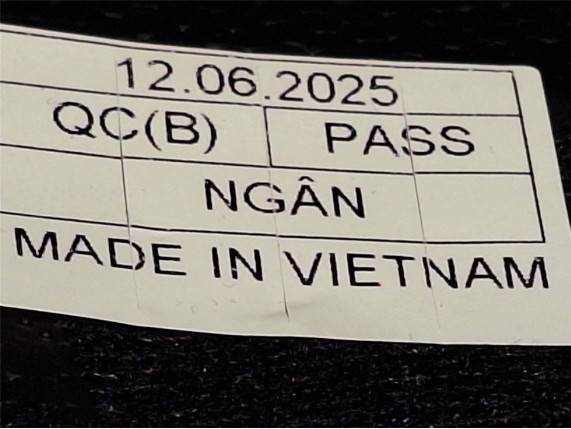 12.06.2025
QC(B) PASS
NGÂN
MADE IN VIETNAM